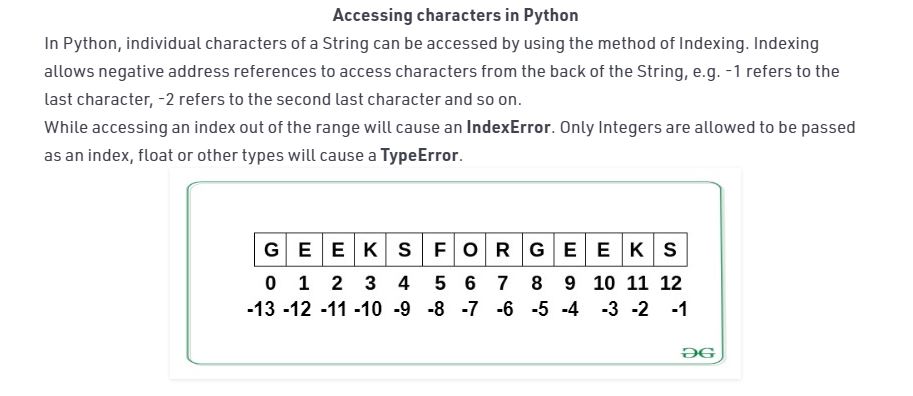 Accessing characters in Python
In Python, individual characters of a String can be accessed by using the method of Indexing. Indexing
allows negative address references to access characters from the back of the String, e.g. -1 refers to the
last character, -2 refers to the second last character and so on.
While accessing an index out of the range will cause an IndexError. Only Integers are allowed to be passed
as an index, float or other types will cause a TypeError.
G E E K S F O R G E E K S
0 1 2 3 4 5 6 7 8 9 10 11 12
-13 -12 -11 -10 -9 -8 -7 -6 -5 -4 -3 -2 -1